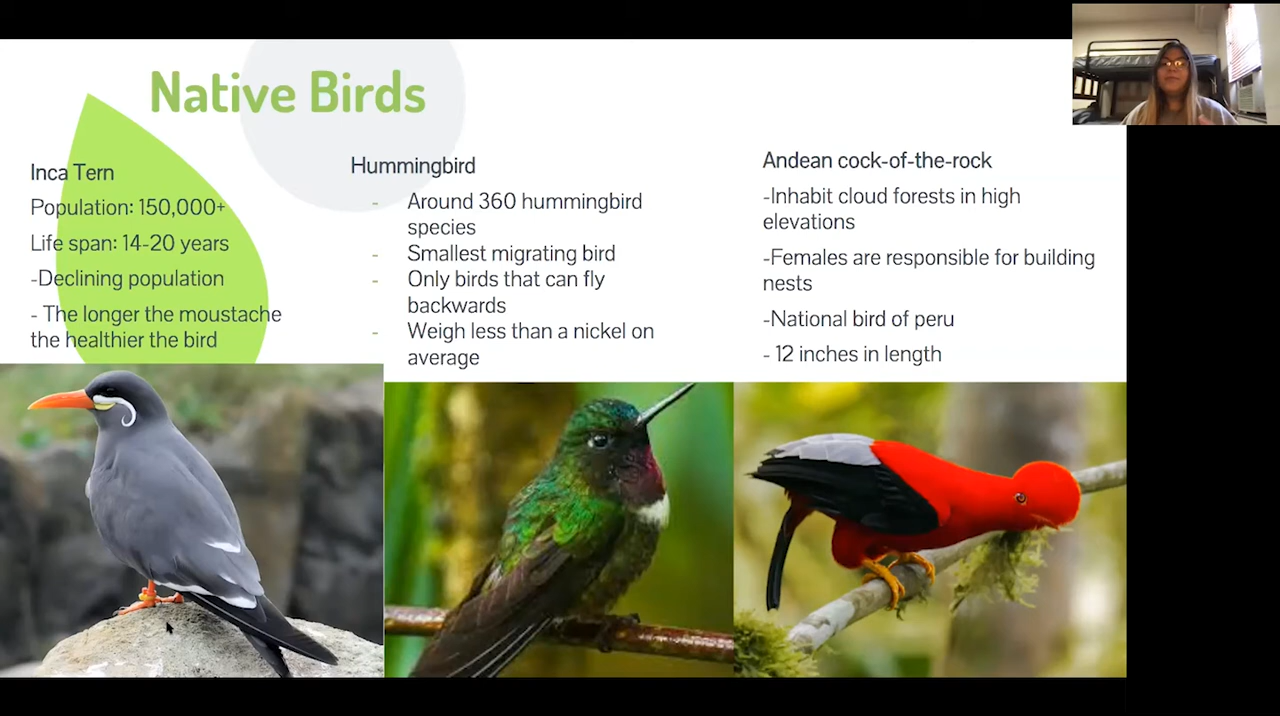 Native Birds
Inca Tern
Population: 150,000+
Life span: 14-20 years
-Declining population
- The longer the moustache
the healthier the bird
Hummingbird
- Around 360 hummingbird
species
- Smallest migrating bird
- Only birds that can fly
backwards
- Weigh less than a nickel on
average
Andean cock-of-the-rock
-Inhabit cloud forests in high
elevations
-Females are responsible for building
nests
-National bird of peru
- 12 inches in length